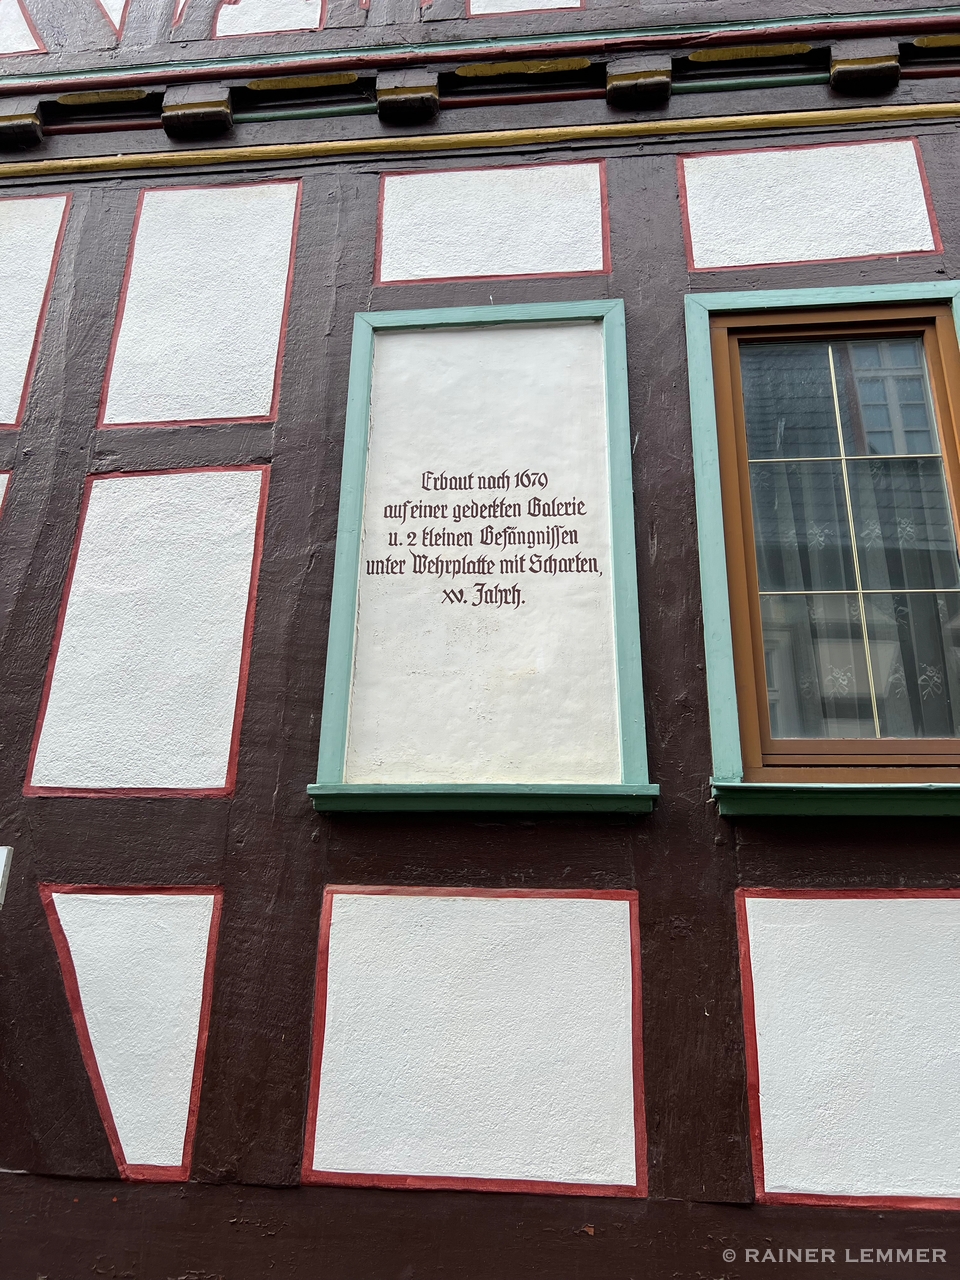 Erbaut nach 1679
auf einer gedeckten Galerie
u. 2 kleinen Gefängnissen
unter Wehrplatte mit Scharten,
XV. Jahrh.
© RAINER LEMMER